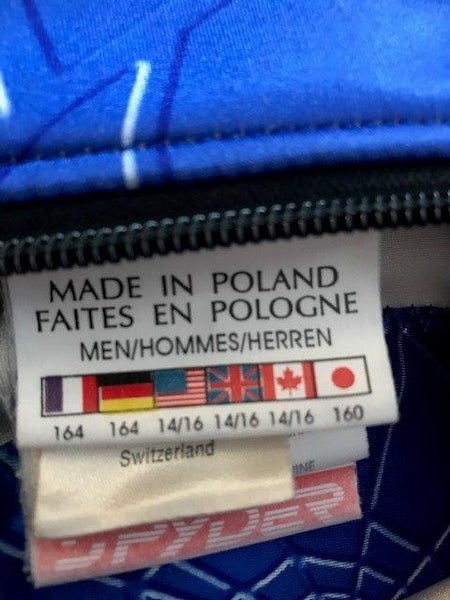 MADE IN POLAND
FAITES EN POLOGNE
MEN/HOMMES/HERREN
164 164 14/16 14/16 14/16 160
Switzerland
SPYDER